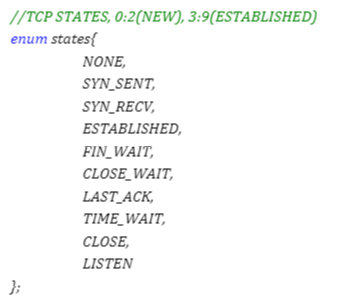 //TCP STATES, 0:2(NEW), 3:9(ESTABLISHED)
enum states{
NONE,
SYN_SENT,
SYN_RECV,
ESTABLISHED,
FIN_WAIT,
CLOSE_WAIT,
LAST_ACK,
TIME_WAIT,
CLOSE,
LISTEN
};